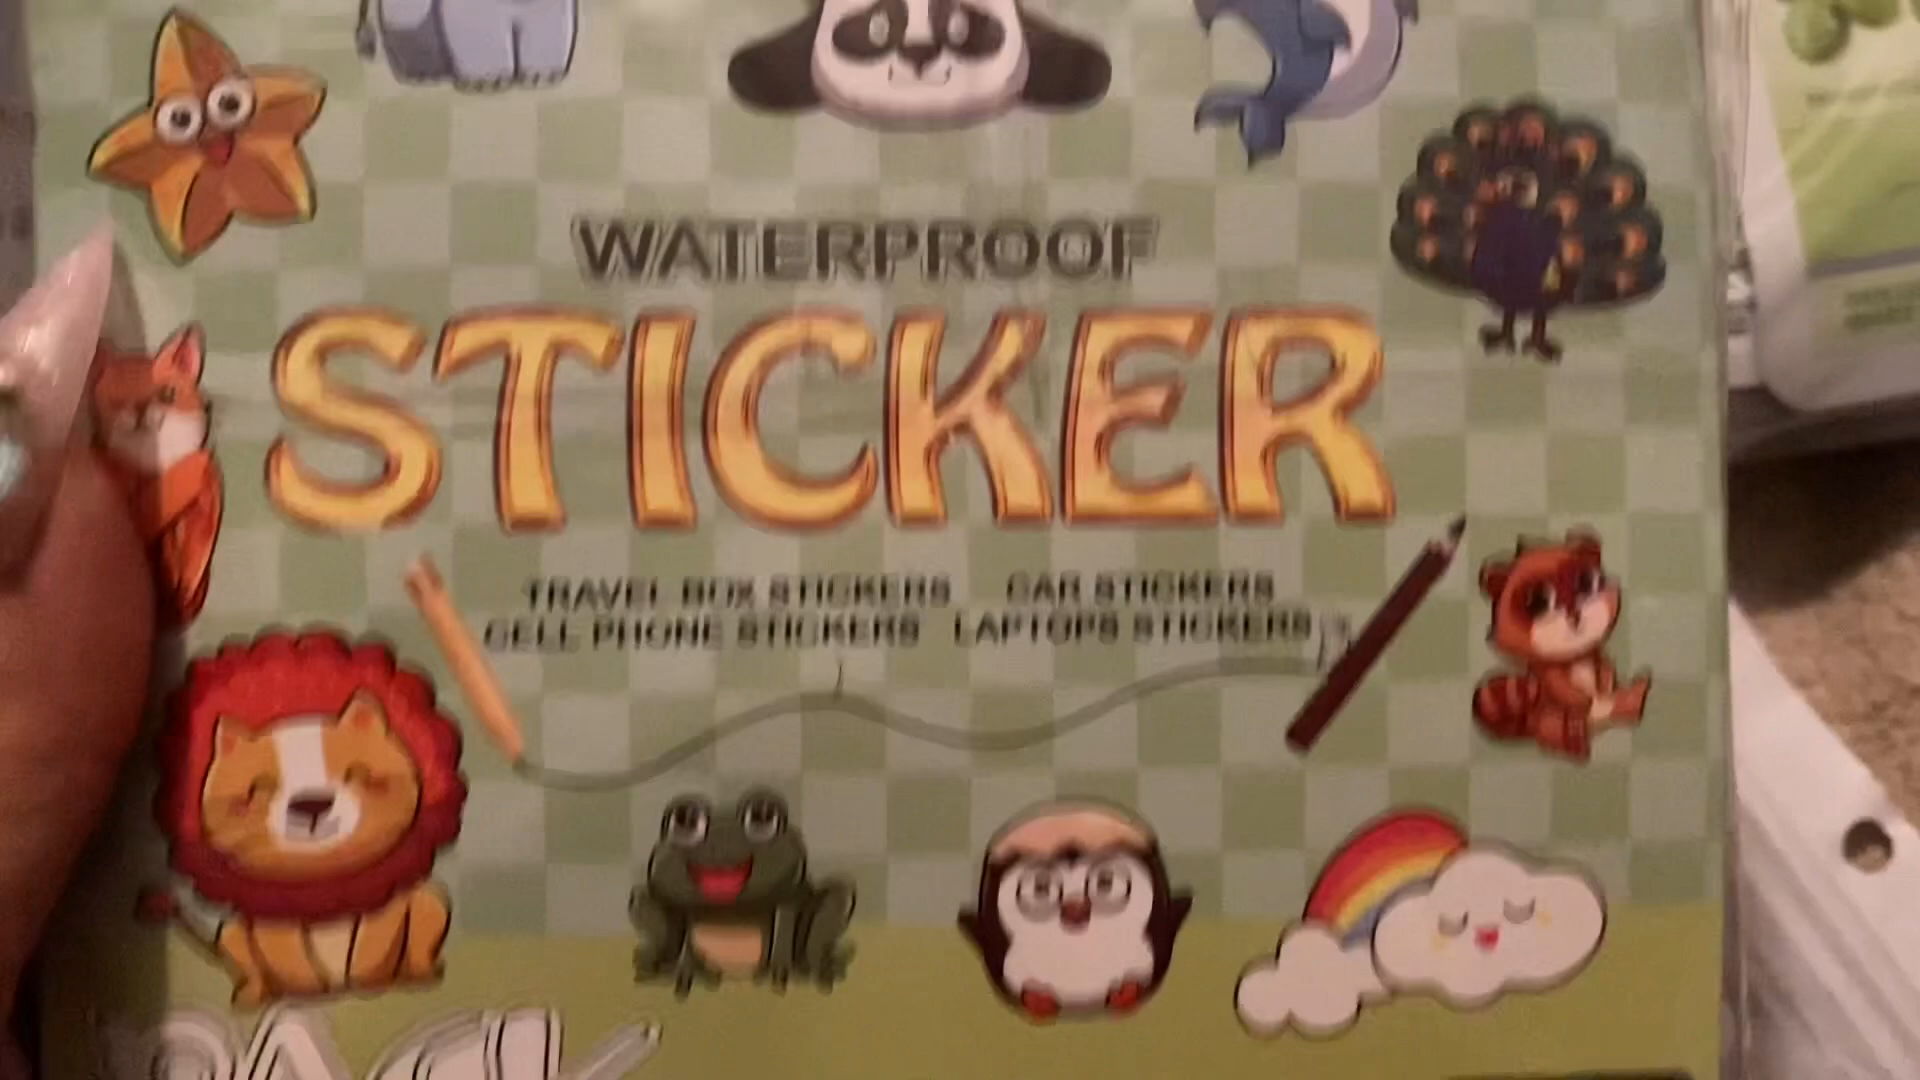 WATERPROOF
STICKER
TRAVEL BOX STICKERS CAR STICKERS
CELL PHONE STICKERS LAPTOPS STICKERS